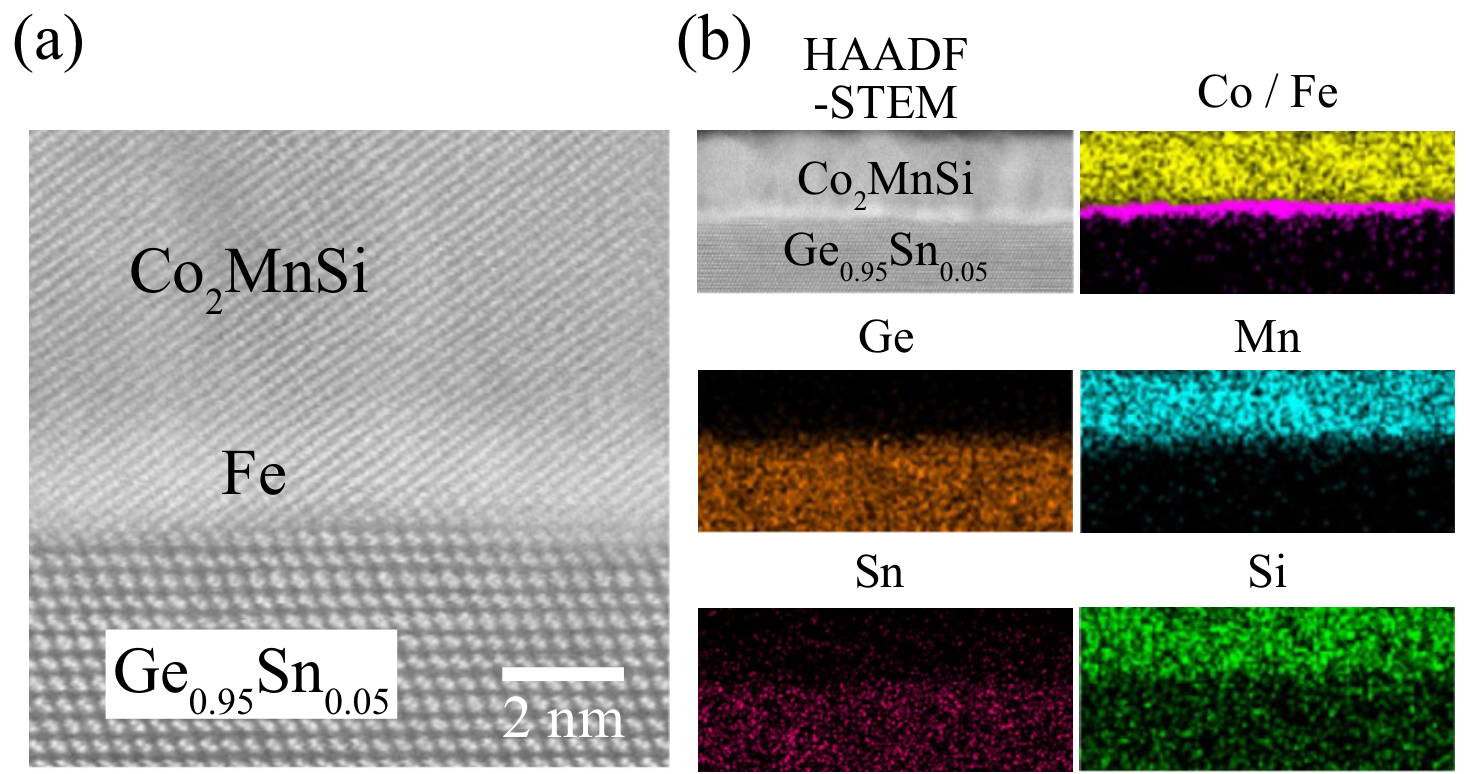 (a)
Co₂MnSi
Fe
Ge₀.₉₅Sn₀.₀₅
2 nm
(b)
HAADF
-STEM
Co / Fe
Co₂MnSi
Ge₀.₉₅Sn₀.₀₅
Ge
Mn
Sn
Si